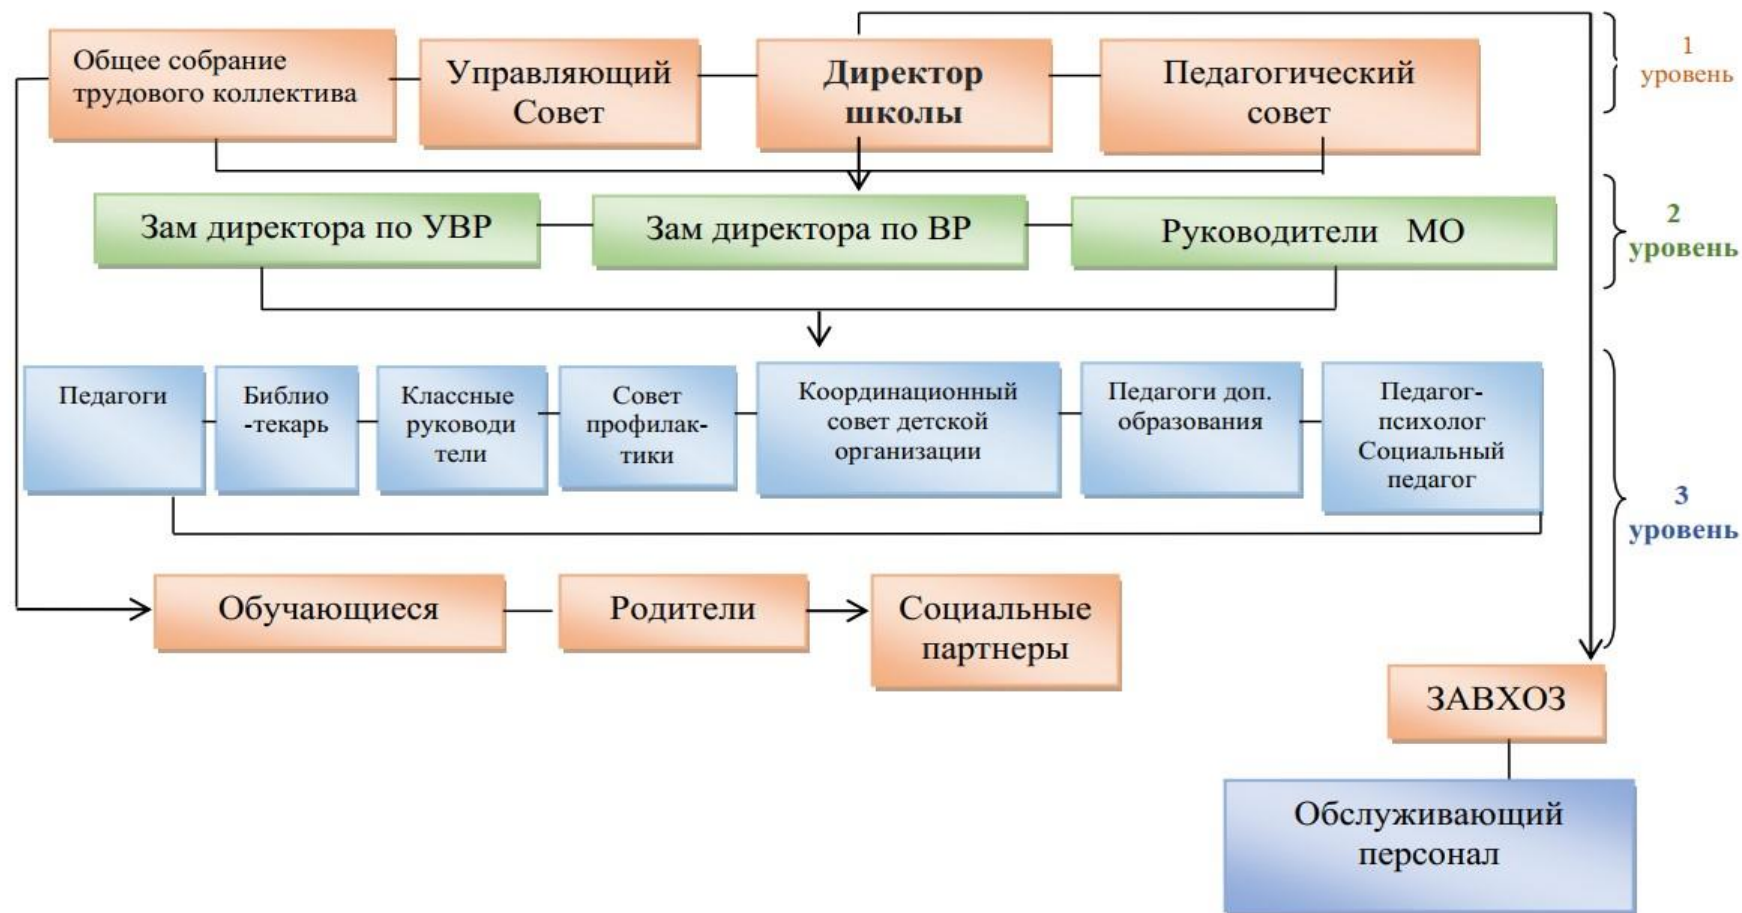 Общее собрание
трудового коллектива
Управляющий
Совет
Директор
школы
Педагогический
совет
1
уровень
Зам директора по УВР
Зам директора по ВР
Руководители МО
2
уровень
Педагоги
Библио
-текарь
Классные
руководи
тели
Совет
профилак-
тики
Координационный
совет детской
организации
Педагоги доп.
образования
Педагог-
психолог
Социальный
педагог
3
уровень
Обучающиеся
Родители
Социальные
партнеры
ЗАВХОЗ
Обслуживающий
персонал